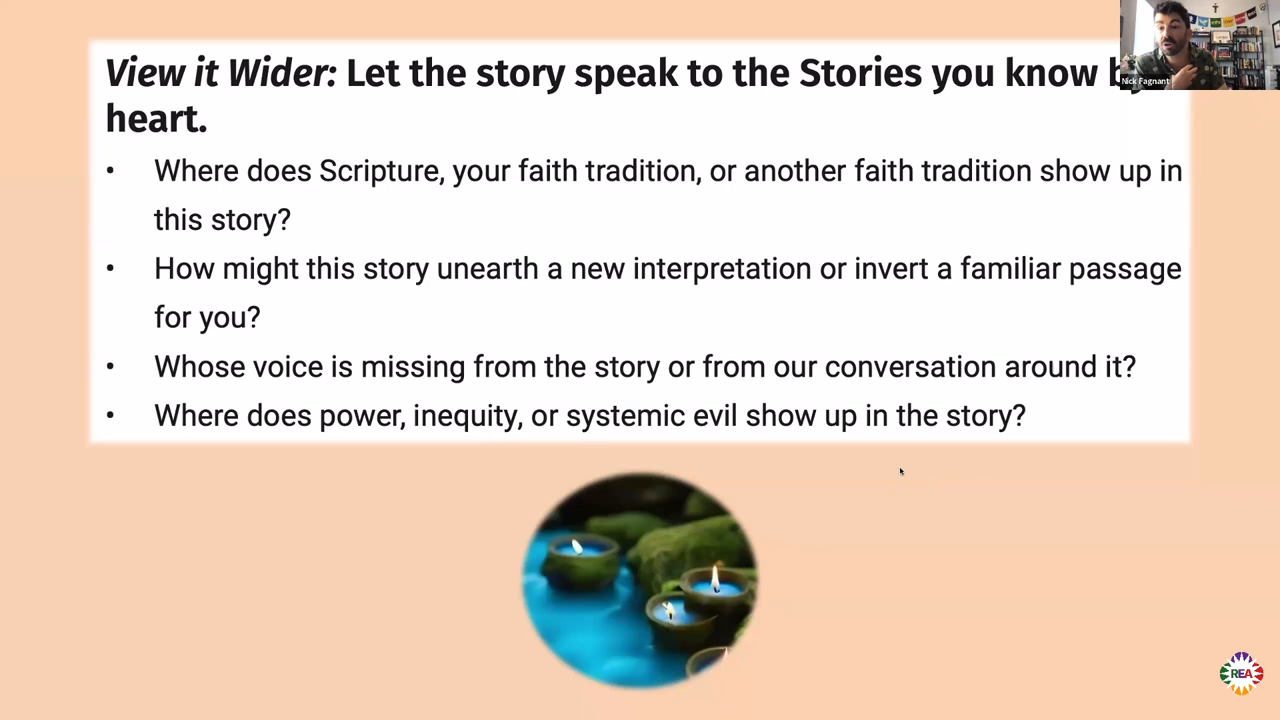 View it Wider: Let the story speak to the Stories you know by
heart.
• Where does Scripture, your faith tradition, or another faith tradition show up in
this story?
• How might this story unearth a new interpretation or invert a familiar passage
for you?
• Whose voice is missing from the story or from our conversation around it?
• Where does power, inequity, or systemic evil show up in the story?
Nick Fagnant
REA